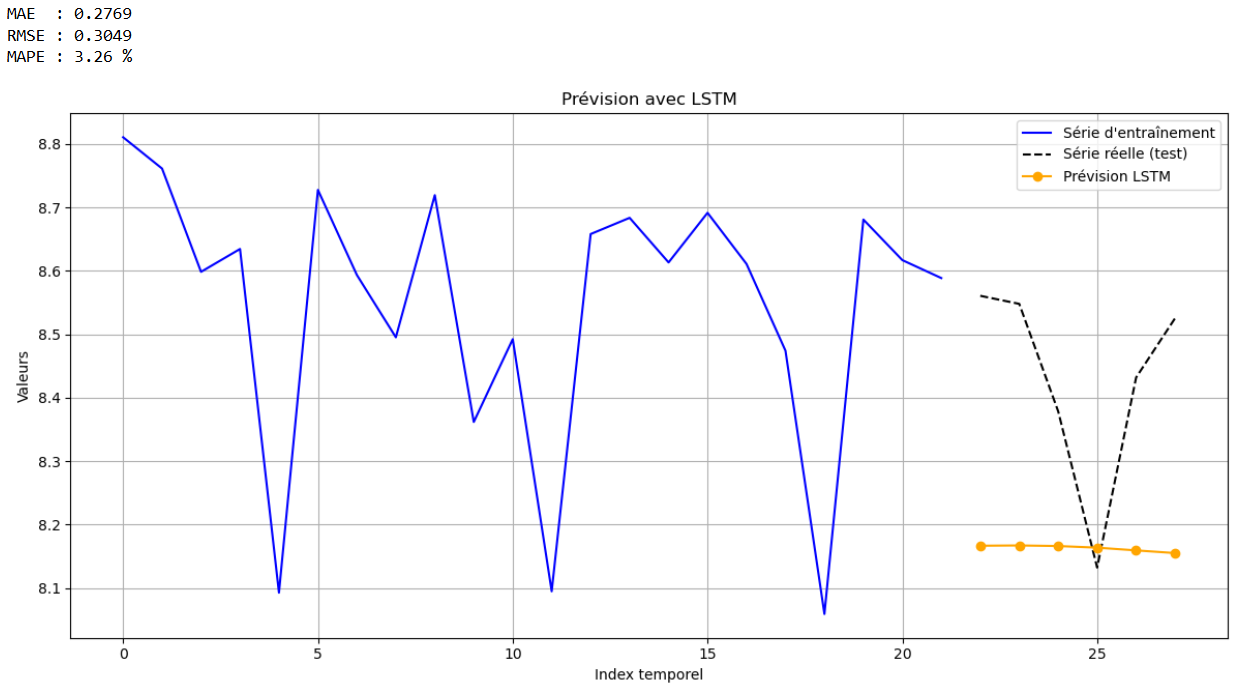 MAE  : 0.2769
RMSE : 0.3049
MAPE : 3.26 %
Prévision avec LSTM
Série d'entraînement
Série réelle (test)
Prévision LSTM
Valeurs
8.8
8.7
8.6
8.5
8.4
8.3
8.2
8.1
0 5 10 15 20 25
Index temporel